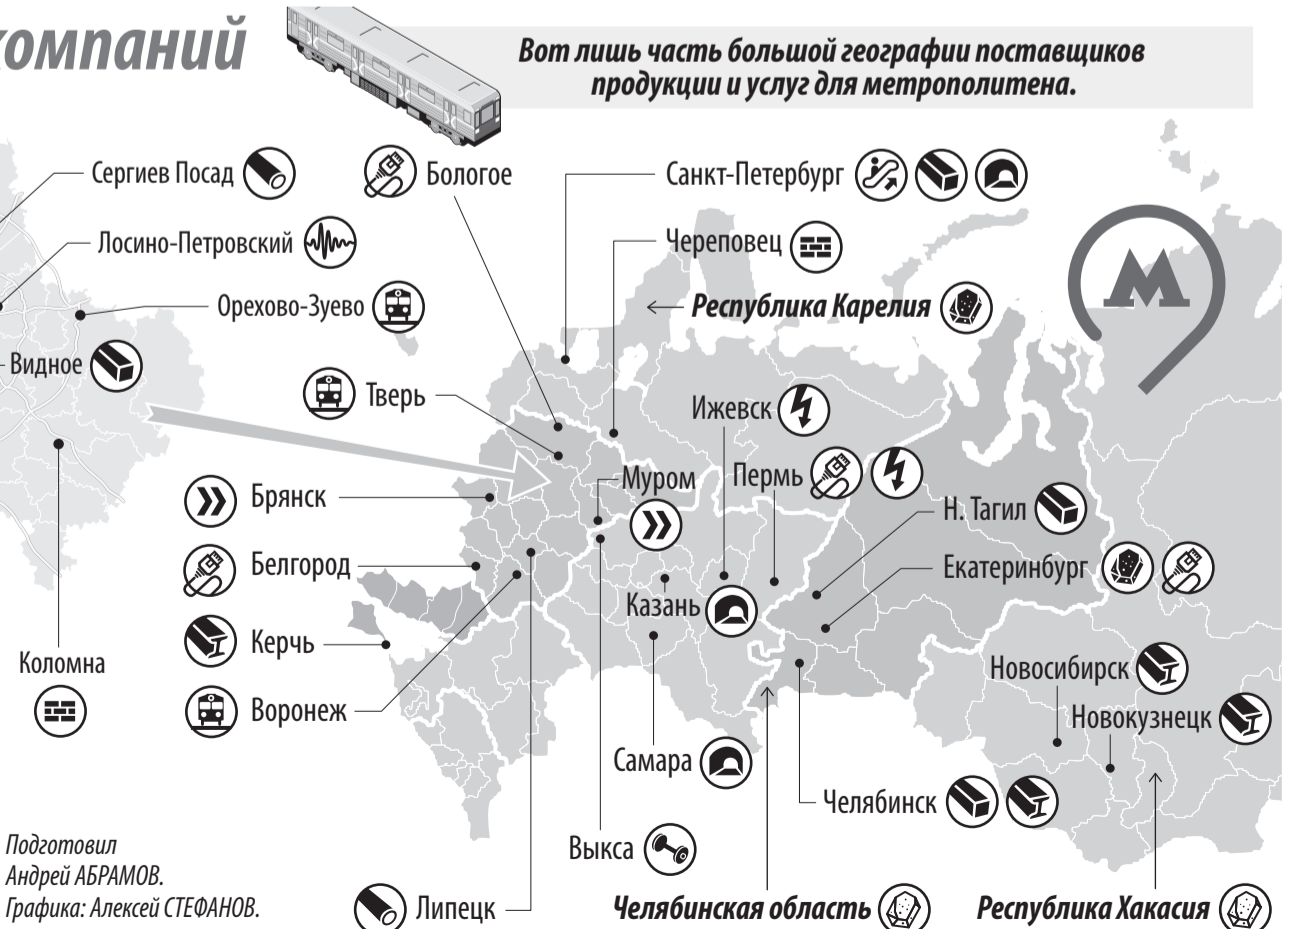 компаний
Вот лишь часть большой географии поставщиков
продукции и услуг для метрополитена.
Сергиев Посад
Бологое
Санкт-Петербург
Лосино-Петровский
Череповец
Орехово-Зуево
Республика Карелия
Видное
Тверь
Ижевск
Муром
Пермь
Брянск
Н. Тагил
Белгород
Екатеринбург
Казань
Керчь
Коломна
Новосибирск
Воронеж
Новокузнецк
Самара
Челябинск
Выкса
Подготовил
Андрей АБРАМОВ.
Графика: Алексей СТЕФАНОВ.
Липецк
Челябинская область
Республика Хакасия
М